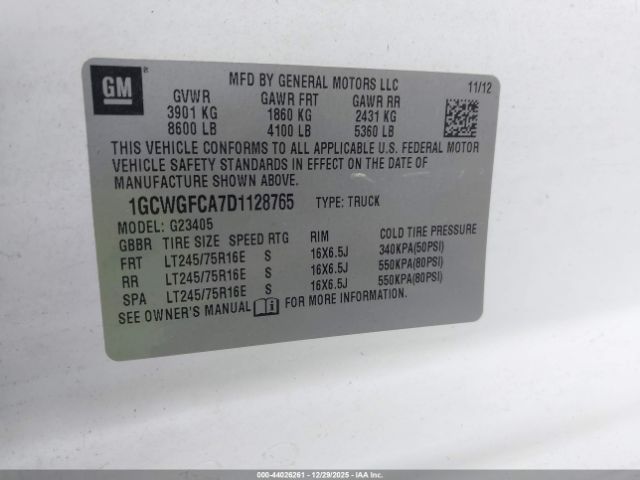 GM
MFD BY GENERAL MOTORS LLC
11/12
GVWR GAWR FRT GAWR RR
3901 KG 1860 KG 2431 KG
8600 LB 4100 LB 5360 LB
THIS VEHICLE CONFORMS TO ALL APPLICABLE U.S. FEDERAL MOTOR
VEHICLE SAFETY STANDARDS IN EFFECT ON THE DATE OF
MANUFACTURE SHOWN ABOVE.
1GCWGFCA7D1128765 TYPE: TRUCK
MODEL: G23405
GBBR TIRE SIZE SPEED RTG RIM COLD TIRE PRESSURE
FRT LT245/75R16E S 16X6.5J 340KPA(50PSI)
RR LT245/75R16E S 16X6.5J 550KPA(80PSI)
SPA LT245/75R16E S 16X6.5J 550KPA(80PSI)
SEE OWNER'S MANUAL i FOR MORE INFORMATION.
000-44026261 - 12/29/2025 - IAAI.COM